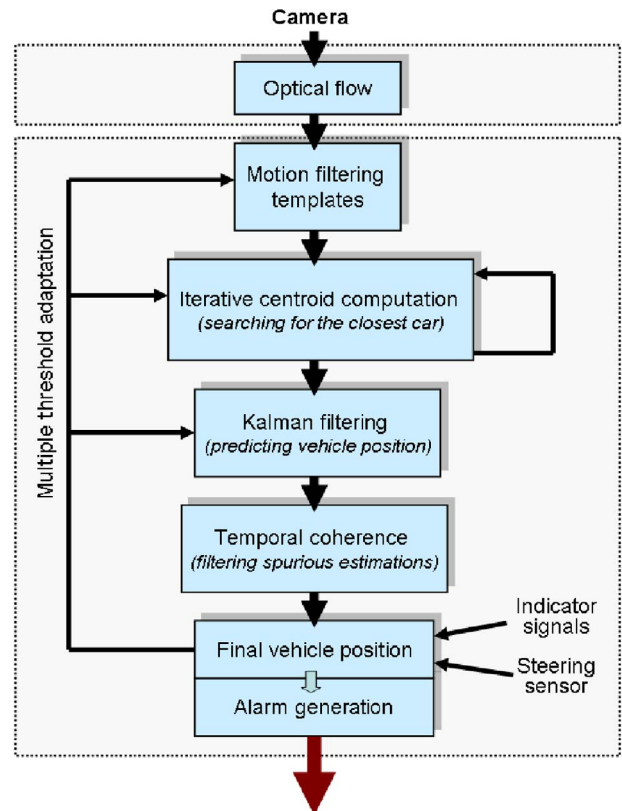 Camera
Optical flow
Motion filtering
templates
Multiple threshold adaptation
Iterative centroid computation
(searching for the closest car)
Kalman filtering
(predicting vehicle position)
Temporal coherence
(filtering spurious estimations)
Indicator
signals
Final vehicle position
Steering
sensor
Alarm generation